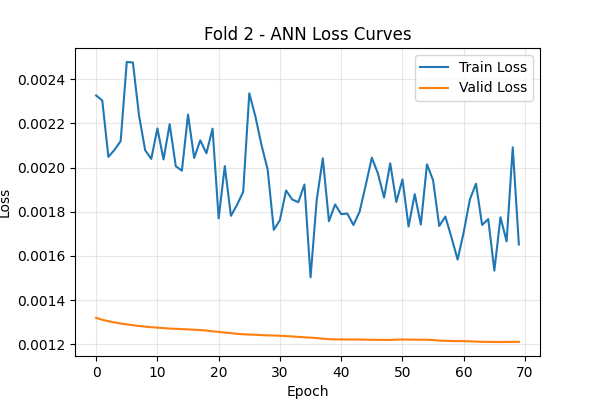 Fold 2 - ANN Loss Curves
Train Loss
Valid Loss
Loss
0.0024
0.0022
0.0020
0.0018
0.0016
0.0014
0.0012
0 10 20 30 40 50 60 70
Epoch